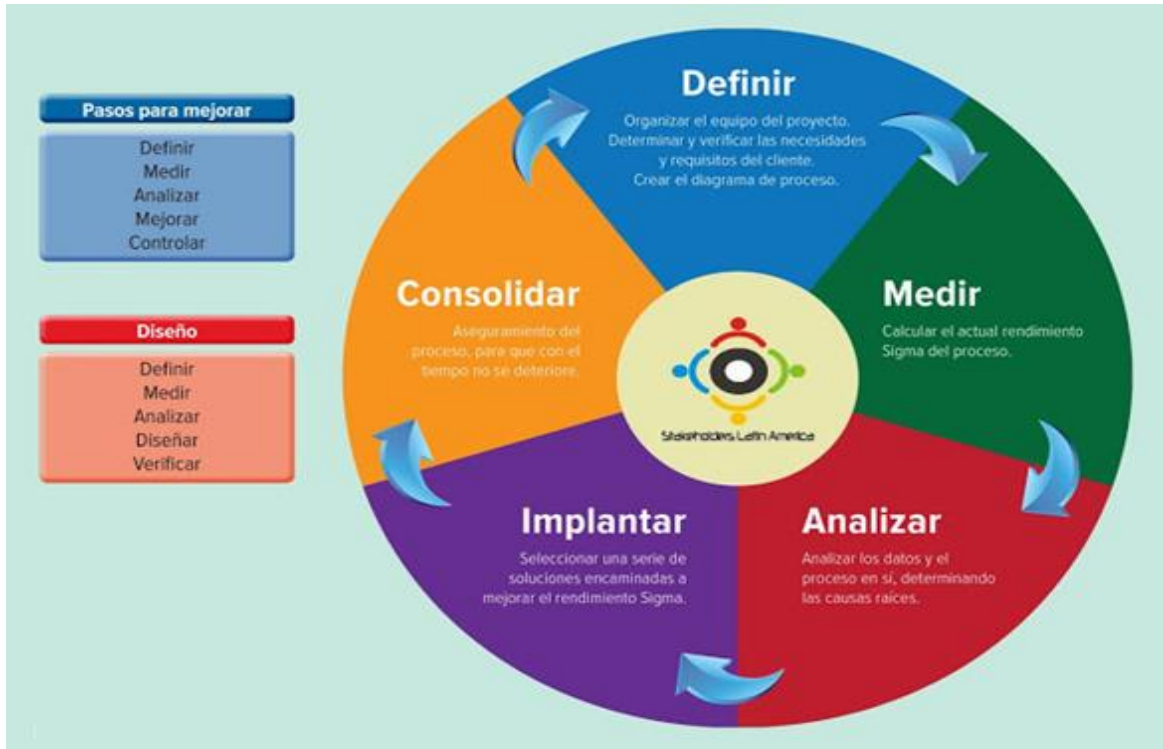 Pasos para mejorar
Definir
Medir
Analizar
Mejorar
Controlar
Diseño
Definir
Medir
Analizar
Diseñar
Verificar
Definir
Organizar el equipo del proyecto.
Determinar y verificar las necesidades
y requisitos del cliente.
Crear el diagrama de proceso.
Medir
Calcular el actual rendimiento
Sigma del proceso.
Analizar
Analizar los datos y el
proceso en sí, determinando
las causas raíces.
Implantar
Seleccionar una serie de
soluciones encaminadas a
mejorar el rendimiento Sigma.
Consolidar
Aseguramiento del
proceso, para que con el
tiempo no se deteriore.
Stakeholders Latin America